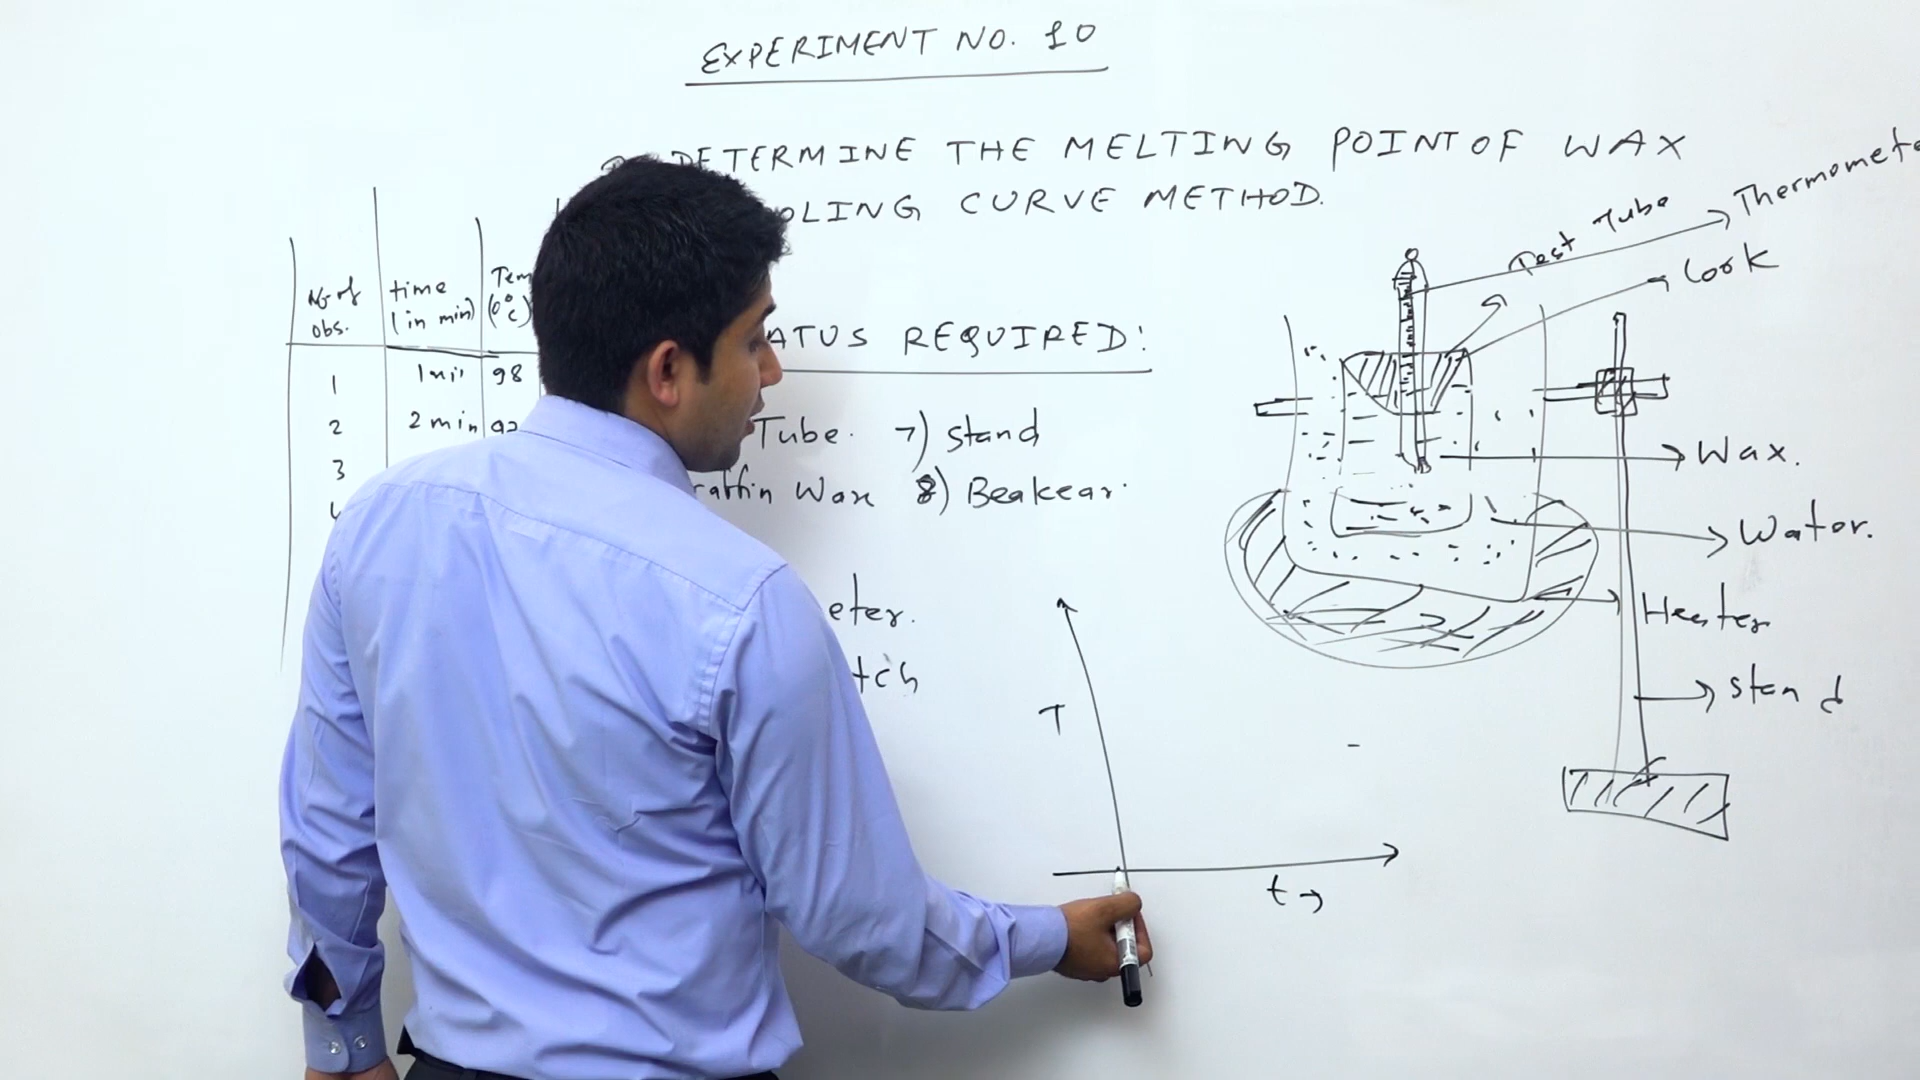 EXPERIMENT NO. 10
DETERMINE THE MELTING POINT OF WAX
OLING CURVE METHOD.
No. of obs.
time (in min)
Tem (0°C)
1 1 min 98
2 2 min 92
3
ATUS REQUIRED:
Tube. 7) Stand
raffin Wax 8) Beakear.
eter.
tch
Test Tube
Thermomete
Cork
Wax.
Water.
Heater
Stand
T
t →